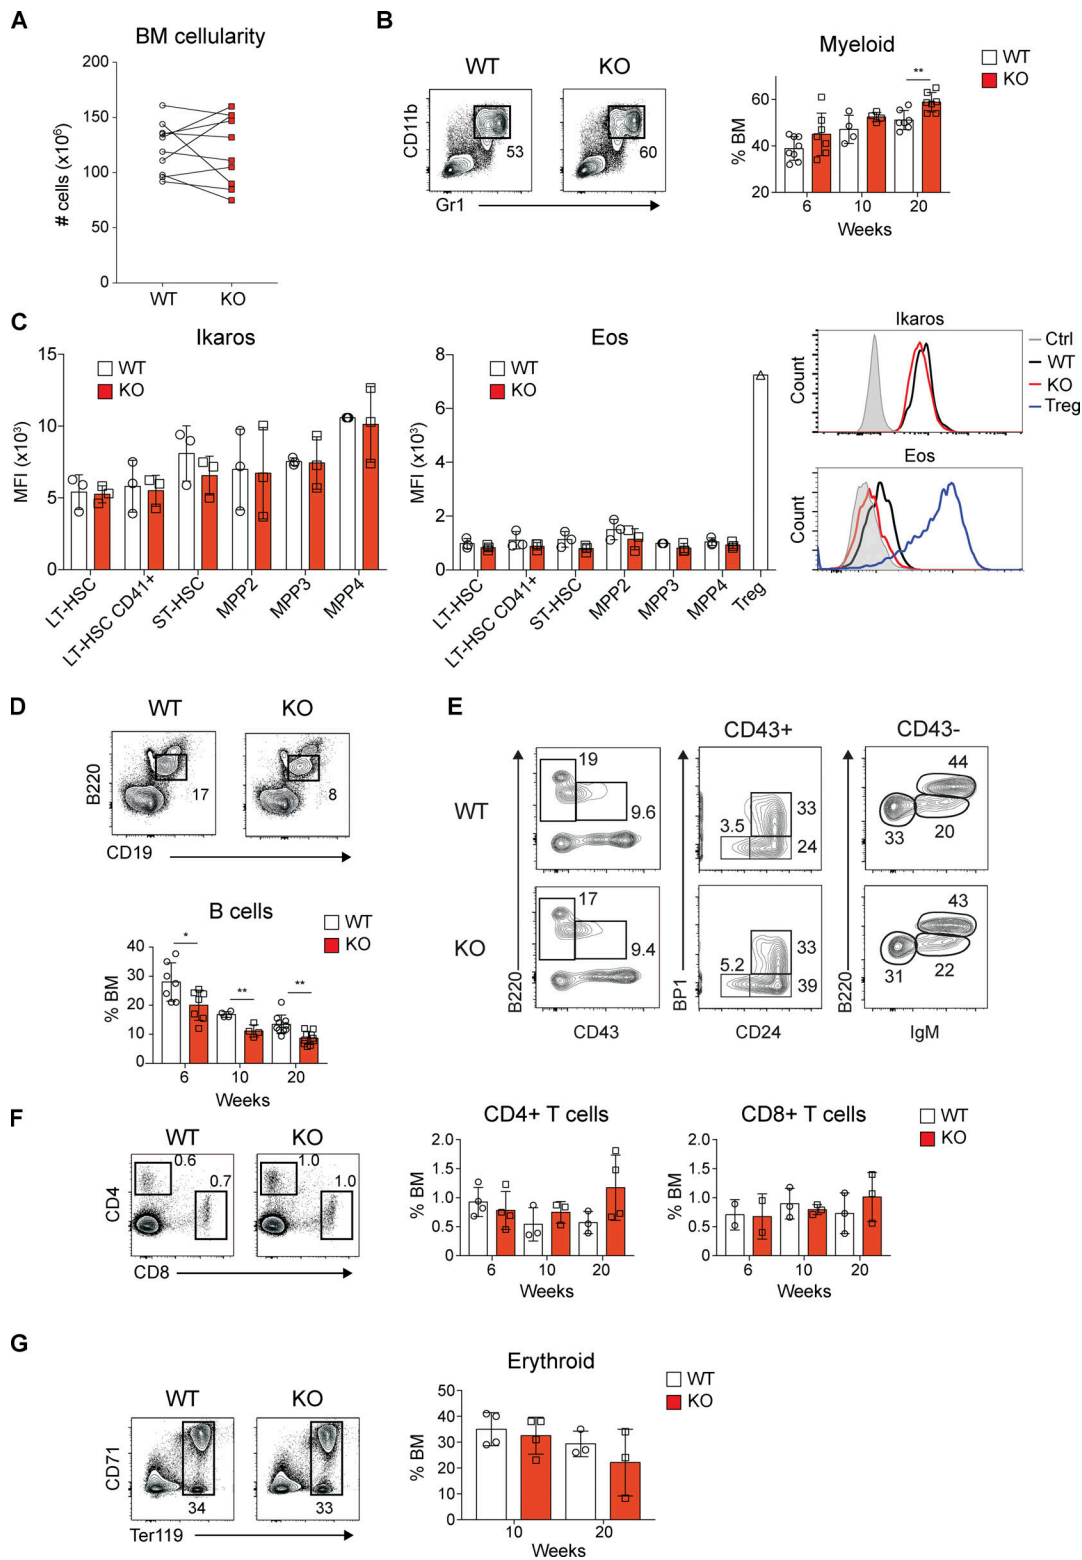 A
BM cellularity
# cells (x10⁶)
200
150
100
50
0
WT KO
B
WT KO
CD11b
53 60
Gr1
Myeloid
WT
KO
**
% BM
60
40
20
6 10 20
Weeks
C
Ikaros
WT
KO
MFI (x10³)
15
10
5
0
LT-HSC
LT-HSC CD41+
ST-HSC
MPP2
MPP3
MPP4
Eos
WT
KO
MFI (x10³)
8
6
4
2
0
LT-HSC
LT-HSC CD41+
ST-HSC
MPP2
MPP3
MPP4
Treg
Ikaros
Count
Ctrl
WT
KO
Treg
Eos
Count
D
WT KO
B220
17 8
CD19
B cells
WT
KO
* ** **
% BM
40
30
20
10
0
6 10 20
Weeks
E
CD43+ CD43-
WT
19
9.6
3.5
33
24
44
33 20
KO
17
9.4
5.2
33
39
43
31 22
B220 BP1 B220
CD43 CD24 IgM
F
WT KO
0.6 1.0
0.7 1.0
CD4
CD8
CD4+ T cells
% BM
2.0
1.5
1.0
0.5
0
6 10 20
Weeks
CD8+ T cells
WT
KO
% BM
2.0
1.5
1.0
0.5
0
6 10 20
Weeks
G
WT KO
CD71
34 33
Ter119
Erythroid
WT
KO
% BM
50
40
30
20
10
0
10 20
Weeks